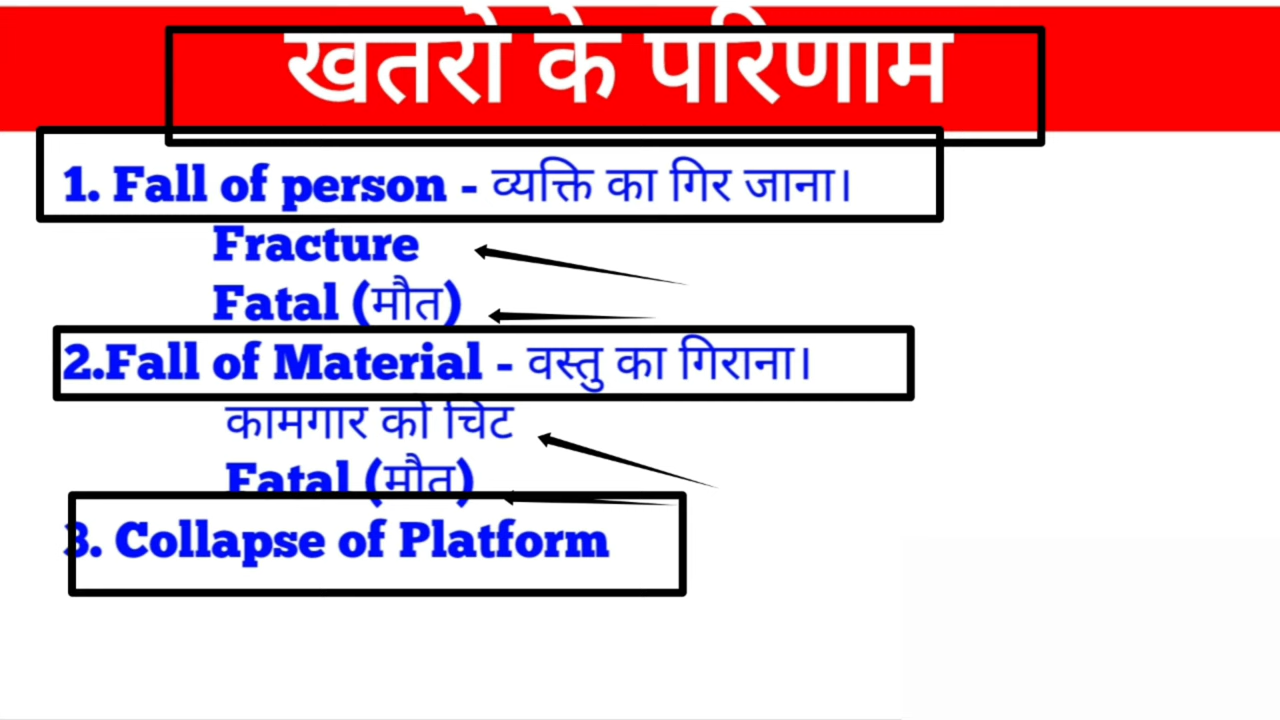 खतरो के परिणाम
1. Fall of person - व्यक्ति का गिर जाना।
Fracture
Fatal (मौत)
2.Fall of Material - वस्तु का गिराना।
कामगार को चिट
Fatal (मौत)
3. Collapse of Platform